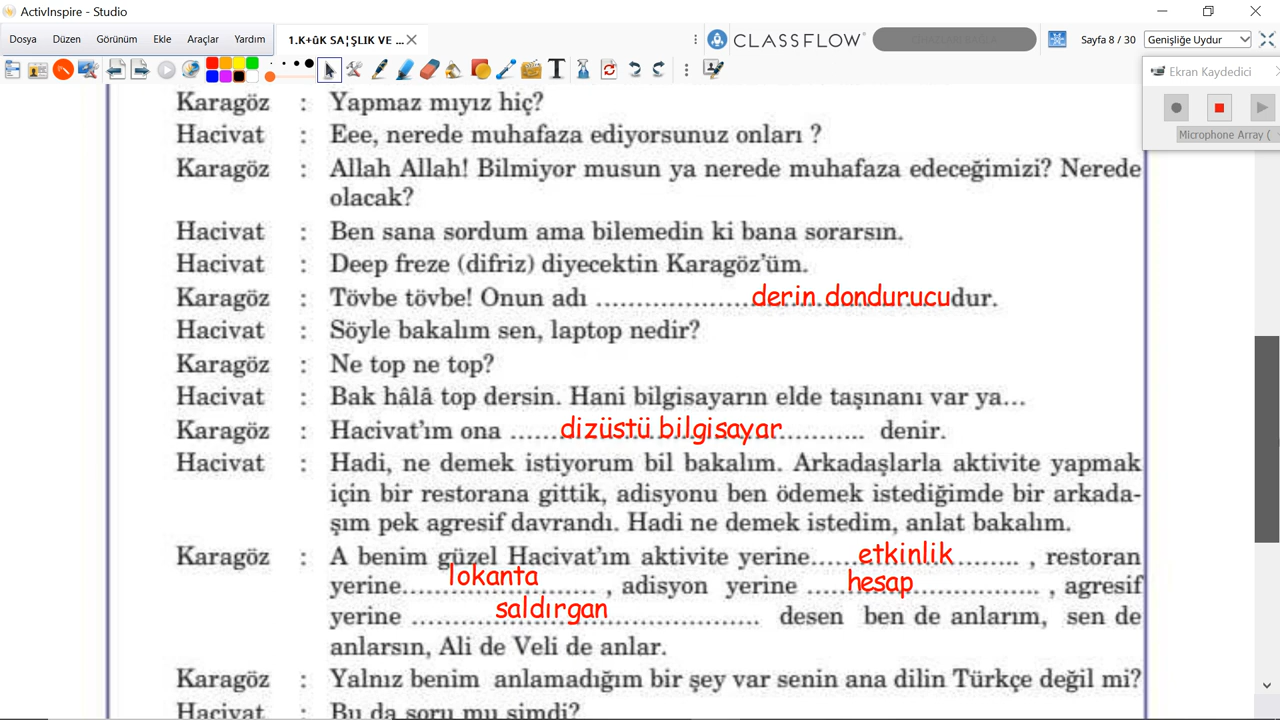 ActivInspire - Studio
Dosya Düzen Görünüm Ekle Araçlar Yardım 1.K+ûK SA¦ŞLIK VE ... CLASSFLOW Sayfa 8 / 30 Genişliğe Uydur
Ekran Kaydedici
Microphone Array (
Karagöz : Yapmaz mıyız hiç?
Hacivat : Eee, nerede muhafaza ediyorsunuz onları ?
Karagöz : Allah Allah! Bilmiyor musun ya nerede muhafaza edeceğimizi? Nerede
olacak?
Hacivat : Ben sana sordum ama bilemedin ki bana sorarsın.
Hacivat : Deep freze (difriz) diyecektin Karagöz’üm.
Karagöz : Tövbe tövbe! Onun adı ........................ derin dondurucudur.
Hacivat : Söyle bakalım sen, laptop nedir?
Karagöz : Ne top ne top?
Hacivat : Bak hâlâ top dersin. Hani bilgisayarın elde taşınanı var ya...
Karagöz : Hacivat’ım ona ...... dizüstü bilgisayar ............ denir.
Hacivat : Hadi, ne demek istiyorum bil bakalım. Arkadaşlarla aktivite yapmak
için bir restorana gittik, adisyonu ben ödemek istediğimde bir arkada-
şım pek agresif davrandı. Hadi ne demek istedim, anlat bakalım.
Karagöz : A benim güzel Hacivat’ım aktivite yerine...... etkinlik ........ , restoran
yerine...... lokanta ........ , adisyon yerine ...... hesap ................ , agresif
yerine .......... saldırgan .................... desen ben de anlarım, sen de
anlarsın, Ali de Veli de anlar.
Karagöz : Yalnız benim anlamadığım bir şey var senin ana dilin Türkçe değil mi?
Hacivat : Bu da soru mu şimdi?